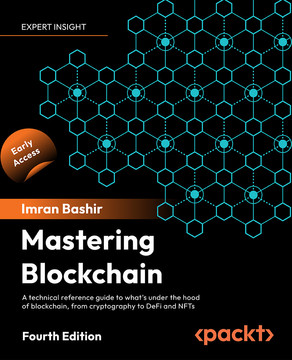 EXPERT INSIGHT
Early
Access
Imran Bashir
Mastering
Blockchain
A technical reference guide to what's under the hood
of blockchain, from cryptography to DeFi and NFTs
Fourth Edition
<packt>